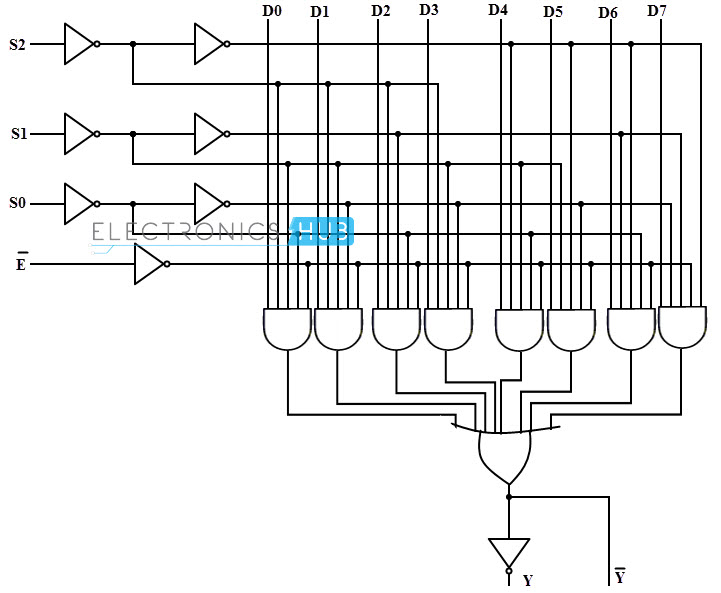 D0 D1 D2 D3 D4 D5 D6 D7
S2
S1
S0
ELECTRONICS HUB
E̅
Y Y̅